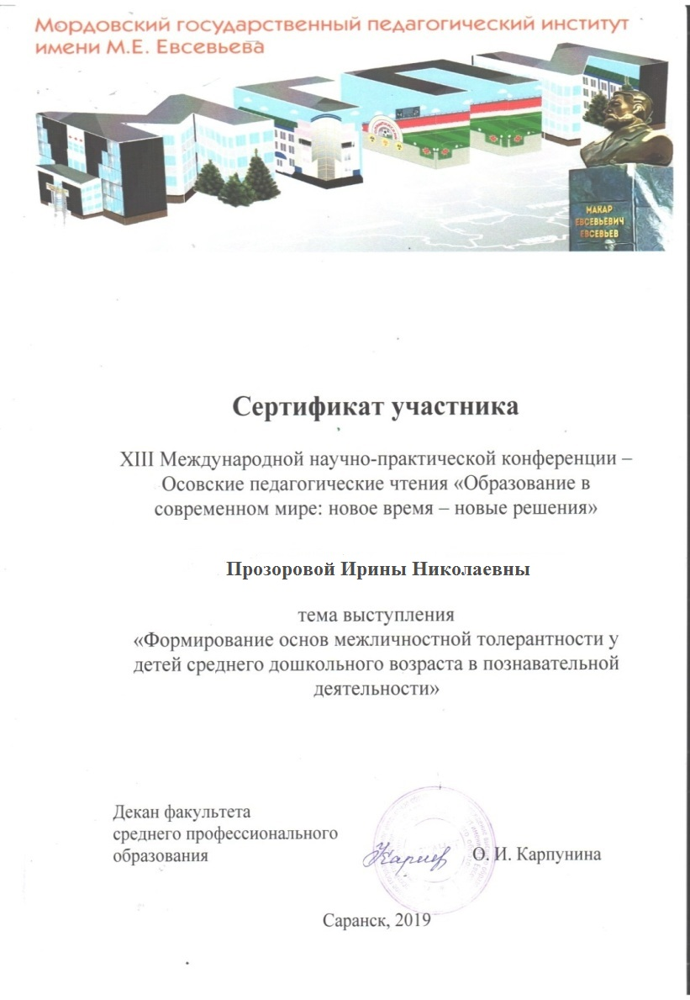 Мордовский государственный педагогический институт
имени М.Е. Евсевьева
МАКАР
ЕВСЕВЬЕВИЧ
ЕВСЕВЬЕВ
Сертификат участника
XIII Международной научно-практической конференции –
Осовские педагогические чтения «Образование в
современном мире: новое время – новые решения»
Прозоровой Ирины Николаевны
тема выступления
«Формирование основ межличностной толерантности у
детей среднего дошкольного возраста в познавательной
деятельности»
Декан факультета
среднего профессионального
образования
О. И. Карпунина
Саранск, 2019